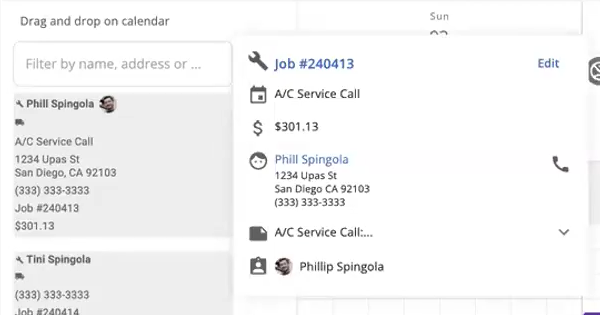 Drag and drop on calendar
Filter by name, address or ...
Phill Spingola
A/C Service Call
1234 Upas St
San Diego, CA 92103
(333) 333-3333
Job #240413
$301.13
Tini Spingola
(333) 333-3333
Job #240414
Sun
Job #240413
Edit
A/C Service Call
$301.13
Phill Spingola
1234 Upas St
San Diego CA 92103
(333) 333-3333
A/C Service Call:...
Phillip Spingola